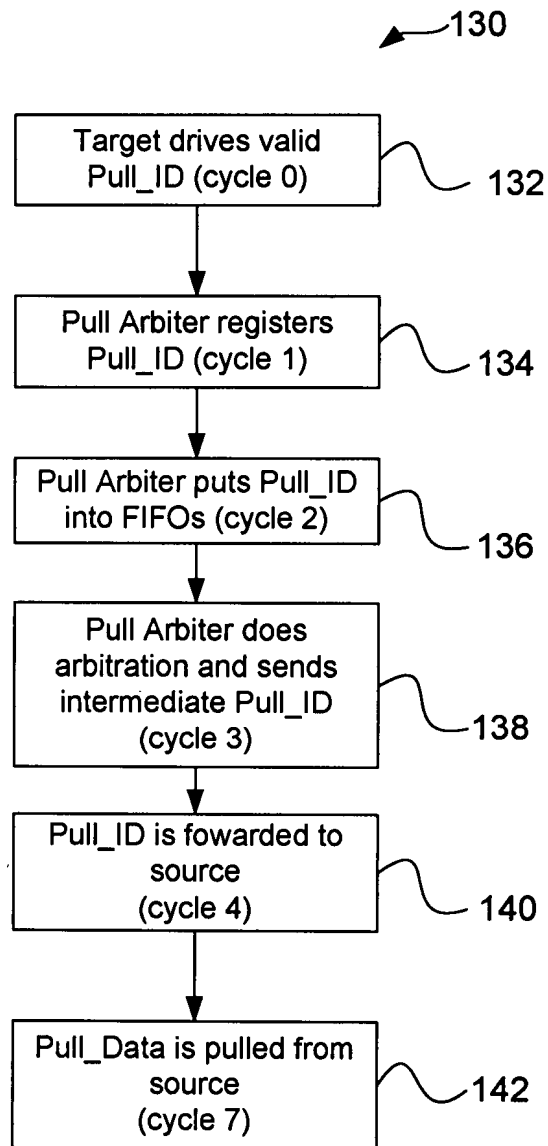 130
Target drives valid
Pull_ID (cycle 0)
132
Pull Arbiter registers
Pull_ID (cycle 1)
134
Pull Arbiter puts Pull_ID
into FIFOs (cycle 2)
136
Pull Arbiter does
arbitration and sends
intermediate Pull_ID
(cycle 3)
138
Pull_ID is fowarded to
source
(cycle 4)
140
Pull_Data is pulled from
source
(cycle 7)
142